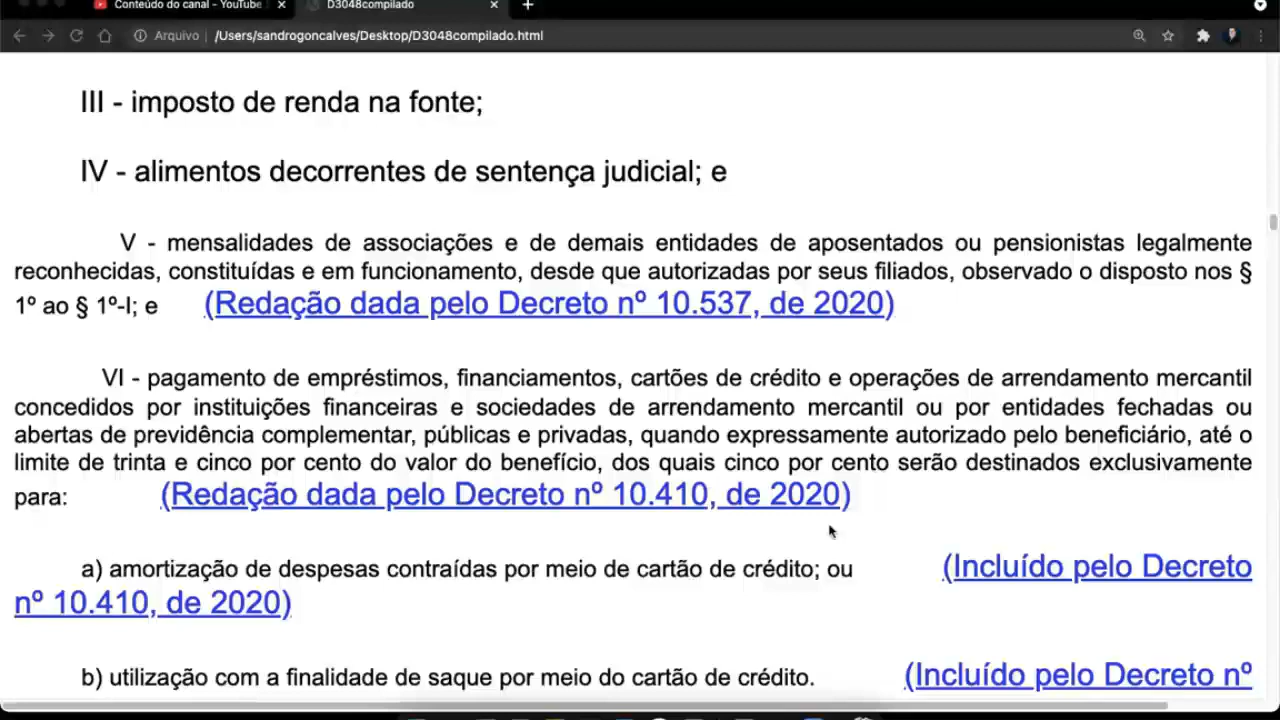 Conteúdo do canal - YouTube
D3048compilado
Arquivo
/Users/sandrogoncalves/Desktop/D3048compilado.html
III - imposto de renda na fonte;
IV - alimentos decorrentes de sentença judicial; e
V - mensalidades de associações e de demais entidades de aposentados ou pensionistas legalmente
reconhecidas, constituídas e em funcionamento, desde que autorizadas por seus filiados, observado o disposto nos §
1º ao § 1º-I; e (Redação dada pelo Decreto nº 10.537, de 2020)
VI - pagamento de empréstimos, financiamentos, cartões de crédito e operações de arrendamento mercantil
concedidos por instituições financeiras e sociedades de arrendamento mercantil ou por entidades fechadas ou
abertas de previdência complementar, públicas e privadas, quando expressamente autorizado pelo beneficiário, até o
limite de trinta e cinco por cento do valor do benefício, dos quais cinco por cento serão destinados exclusivamente
para: (Redação dada pelo Decreto nº 10.410, de 2020)
a) amortização de despesas contraídas por meio de cartão de crédito; ou (Incluído pelo Decreto
nº 10.410, de 2020)
b) utilização com a finalidade de saque por meio do cartão de crédito. (Incluído pelo Decreto nº